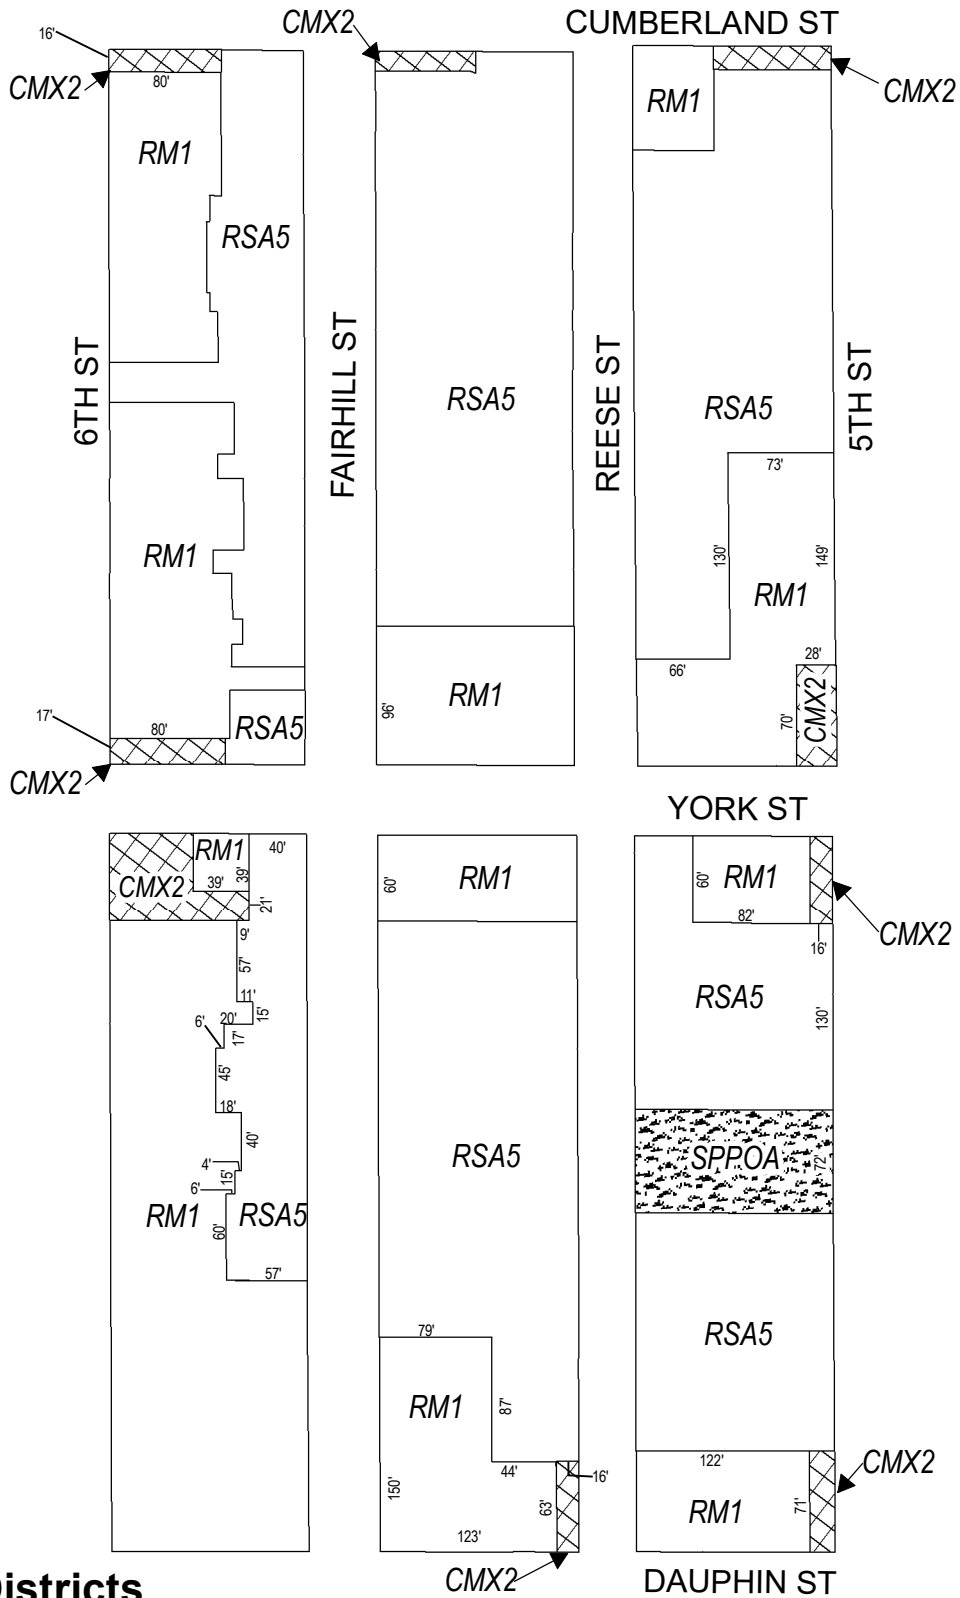 CUMBERLAND ST
16'
CMX2
80'
RM1
RSA5
CMX2
RM1
CMX2
6TH ST
FAIRHILL ST
RSA5
REESE ST
RSA5
5TH ST
73'
130'
149'
RM1
RM1
66'
28'
70'
CMX2
96'
RM1
17'
80'
RSA5
CMX2
YORK ST
CMX2
RM1
39'
39'
40'
21'
9'
57'
11'
15'
20'
6'
17'
45'
18'
40'
4'
15'
6'
RM1
RSA5
60'
57'
60'
RM1
RSA5
79'
RM1
87'
150'
44'
16'
63'
123'
CMX2
60'
RM1
82'
CMX2
16'
RSA5
130'
SPPOA
72'
RSA5
122'
CMX2
RM1
71'
DAUPHIN ST
Districts